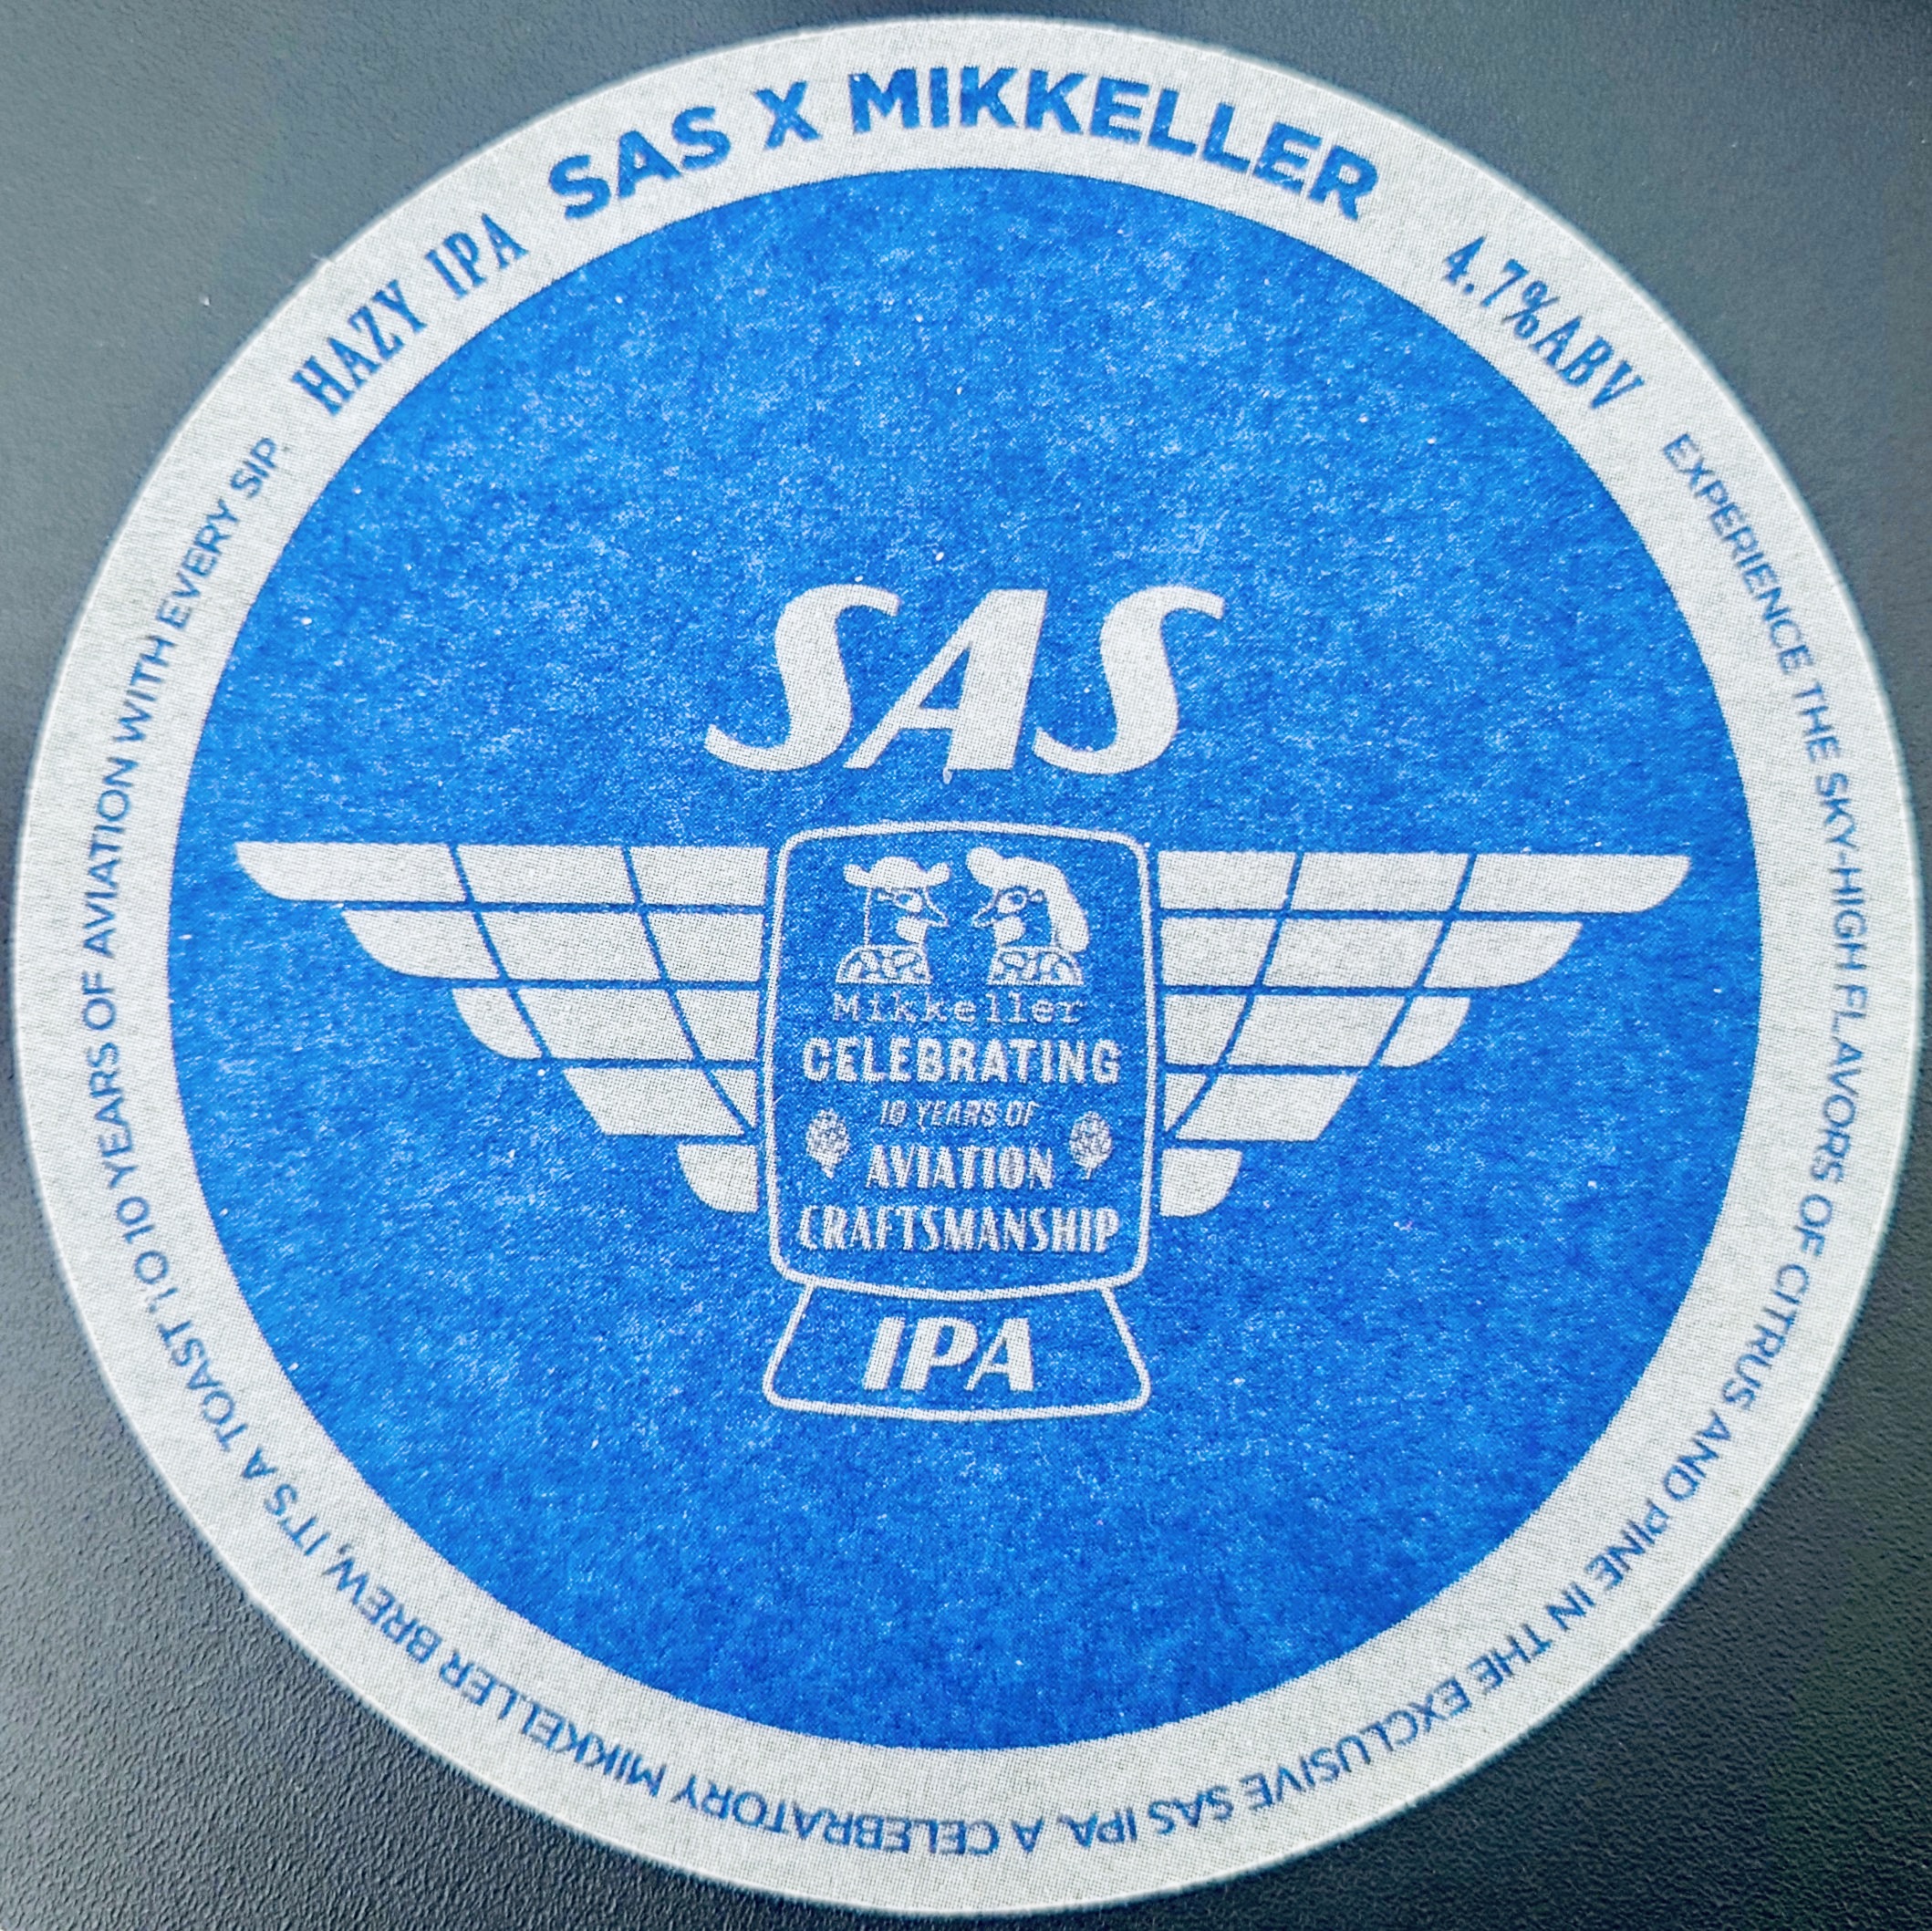 HAZY IPA
SAS X MIKKELLER
4.7%ABV
EXPERIENCE THE SKY-HIGH FLAVORS OF CITRUS AND PINE IN THE EXCLUSIVE SAS IPA. A CELEBRATORY MIKKELLER BREW, IT'S A TOAST TO 10 YEARS OF AVIATION WITH EVERY SIP.
SAS
Mikkeller
CELEBRATING
10 YEARS OF
AVIATION
CRAFTSMANSHIP
IPA